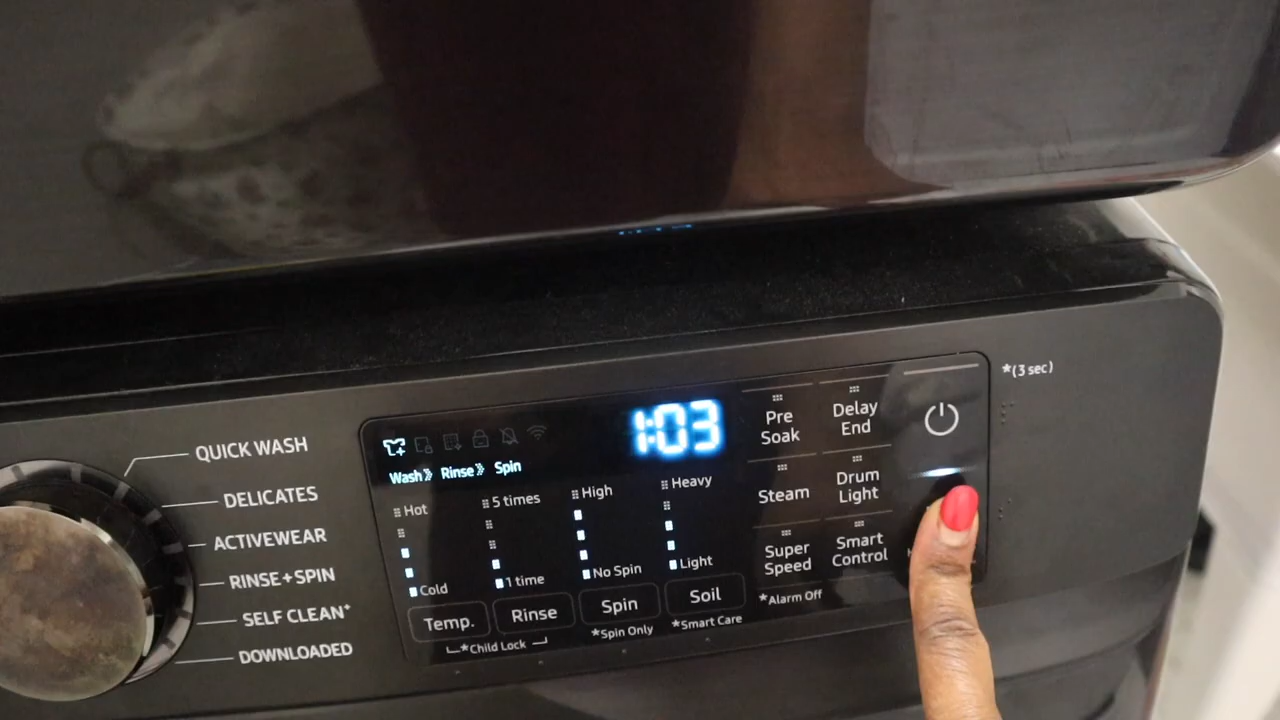 QUICK WASH
DELICATES
ACTIVEWEAR
RINSE+SPIN
SELF CLEAN*
DOWNLOADED
Wash» Rinse» Spin
1:03
Hot
Cold
Temp.
5 times
1 time
Rinse
*Child Lock
High
No Spin
Spin
*Spin Only
Heavy
Light
Soil
*Smart Care
Pre
Soak
Delay
End
Steam
Drum
Light
Super
Speed
Smart
Control
*Alarm Off
*(3 sec)